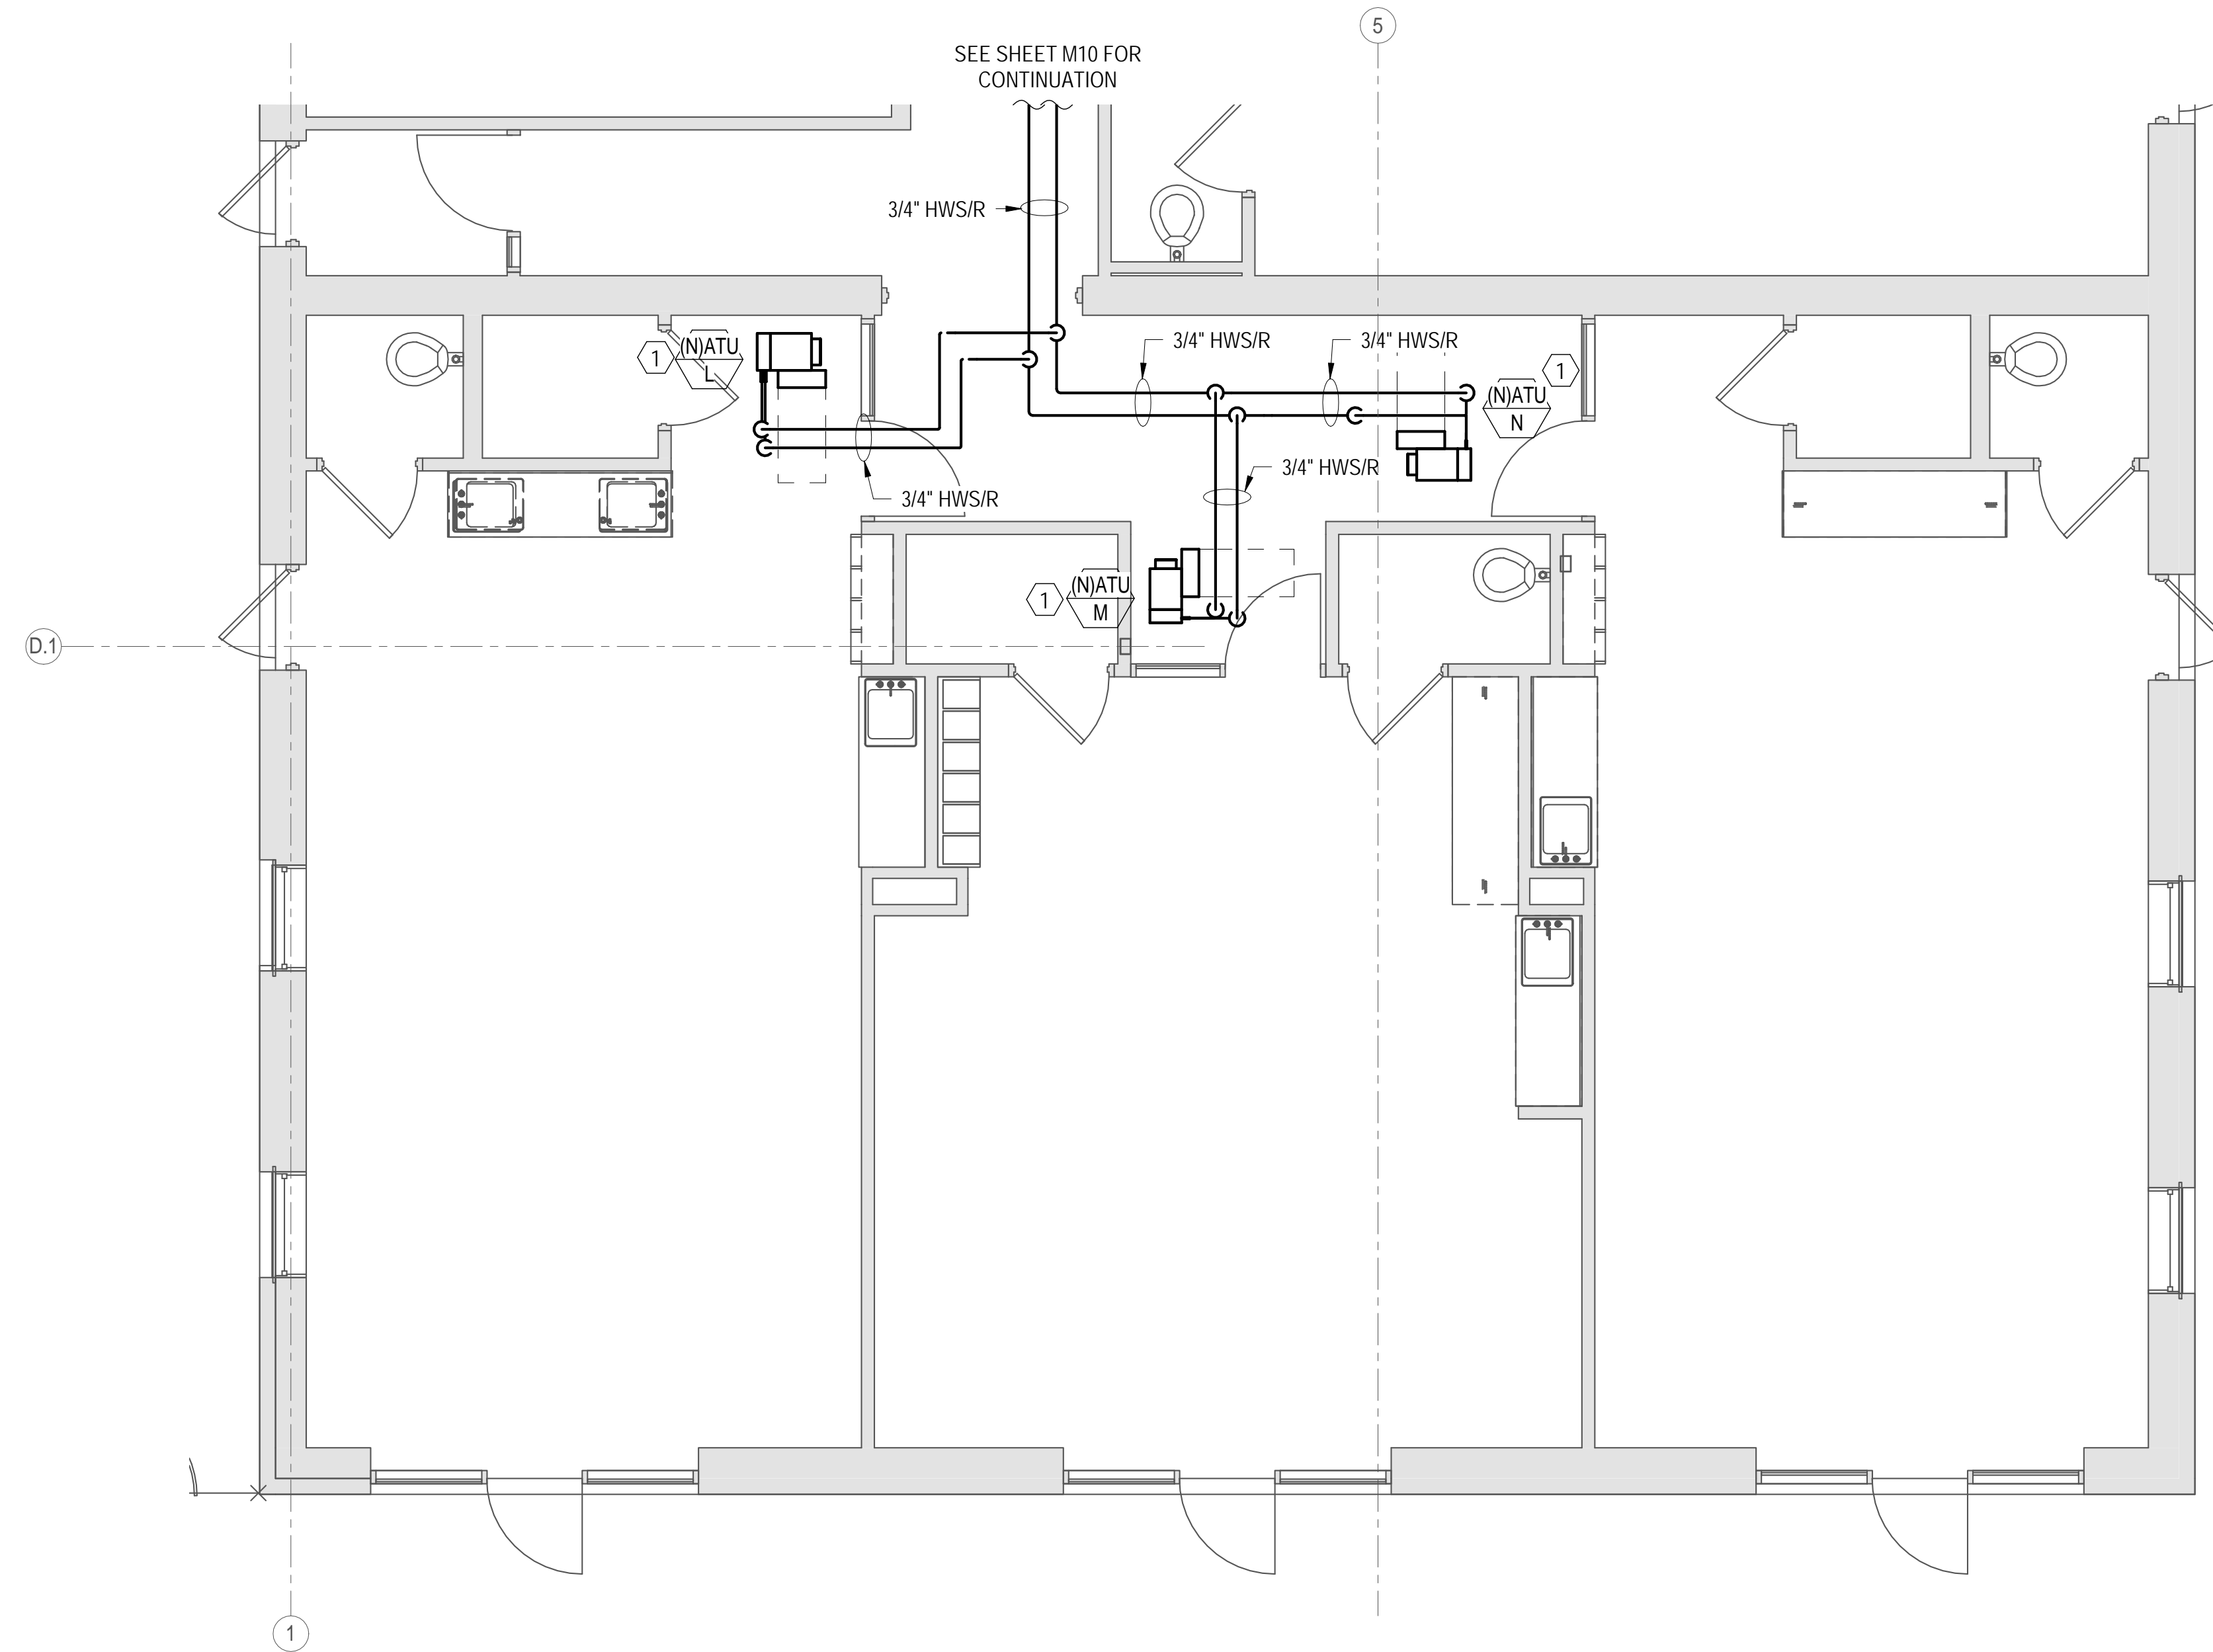 5
SEE SHEET M10 FOR
CONTINUATION
3/4" HWS/R
3/4" HWS/R
3/4" HWS/R
1
(N)ATU
L
1
(N)ATU
N
3/4" HWS/R
3/4" HWS/R
1
(N)ATU
M
D.1
1